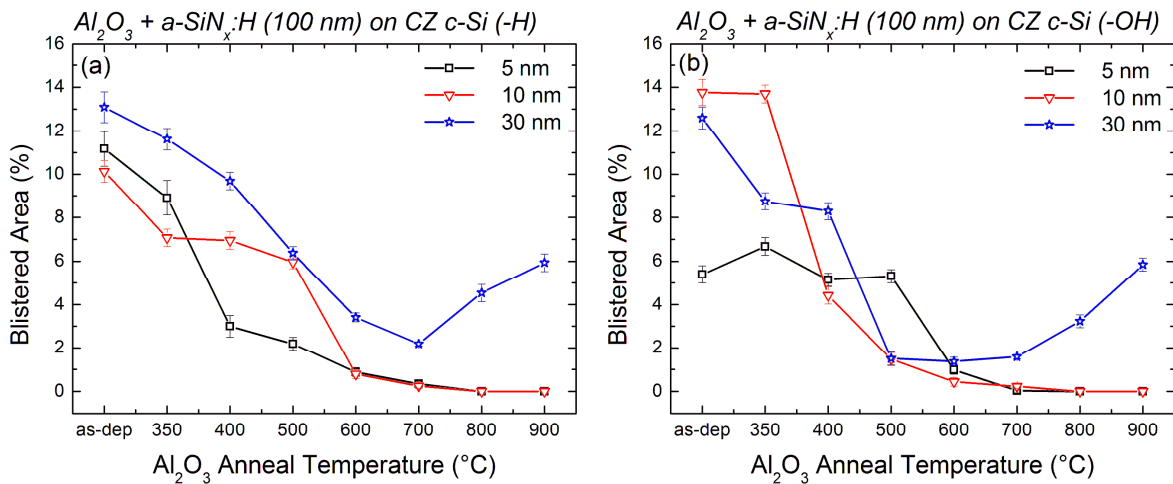 Al₂O₃ + a-SiNₓ:H (100 nm) on CZ c-Si (-H)
(a)
5 nm
10 nm
30 nm
16
14
12
10
8
6
4
2
0
Blistered Area (%)
as-dep 350 400 500 600 700 800 900
Al₂O₃ Anneal Temperature (°C)
Al₂O₃ + a-SiNₓ:H (100 nm) on CZ c-Si (-OH)
(b)
5 nm
10 nm
30 nm
16
14
12
10
8
6
4
2
0
Blistered Area (%)
as-dep 350 400 500 600 700 800 900
Al₂O₃ Anneal Temperature (°C)